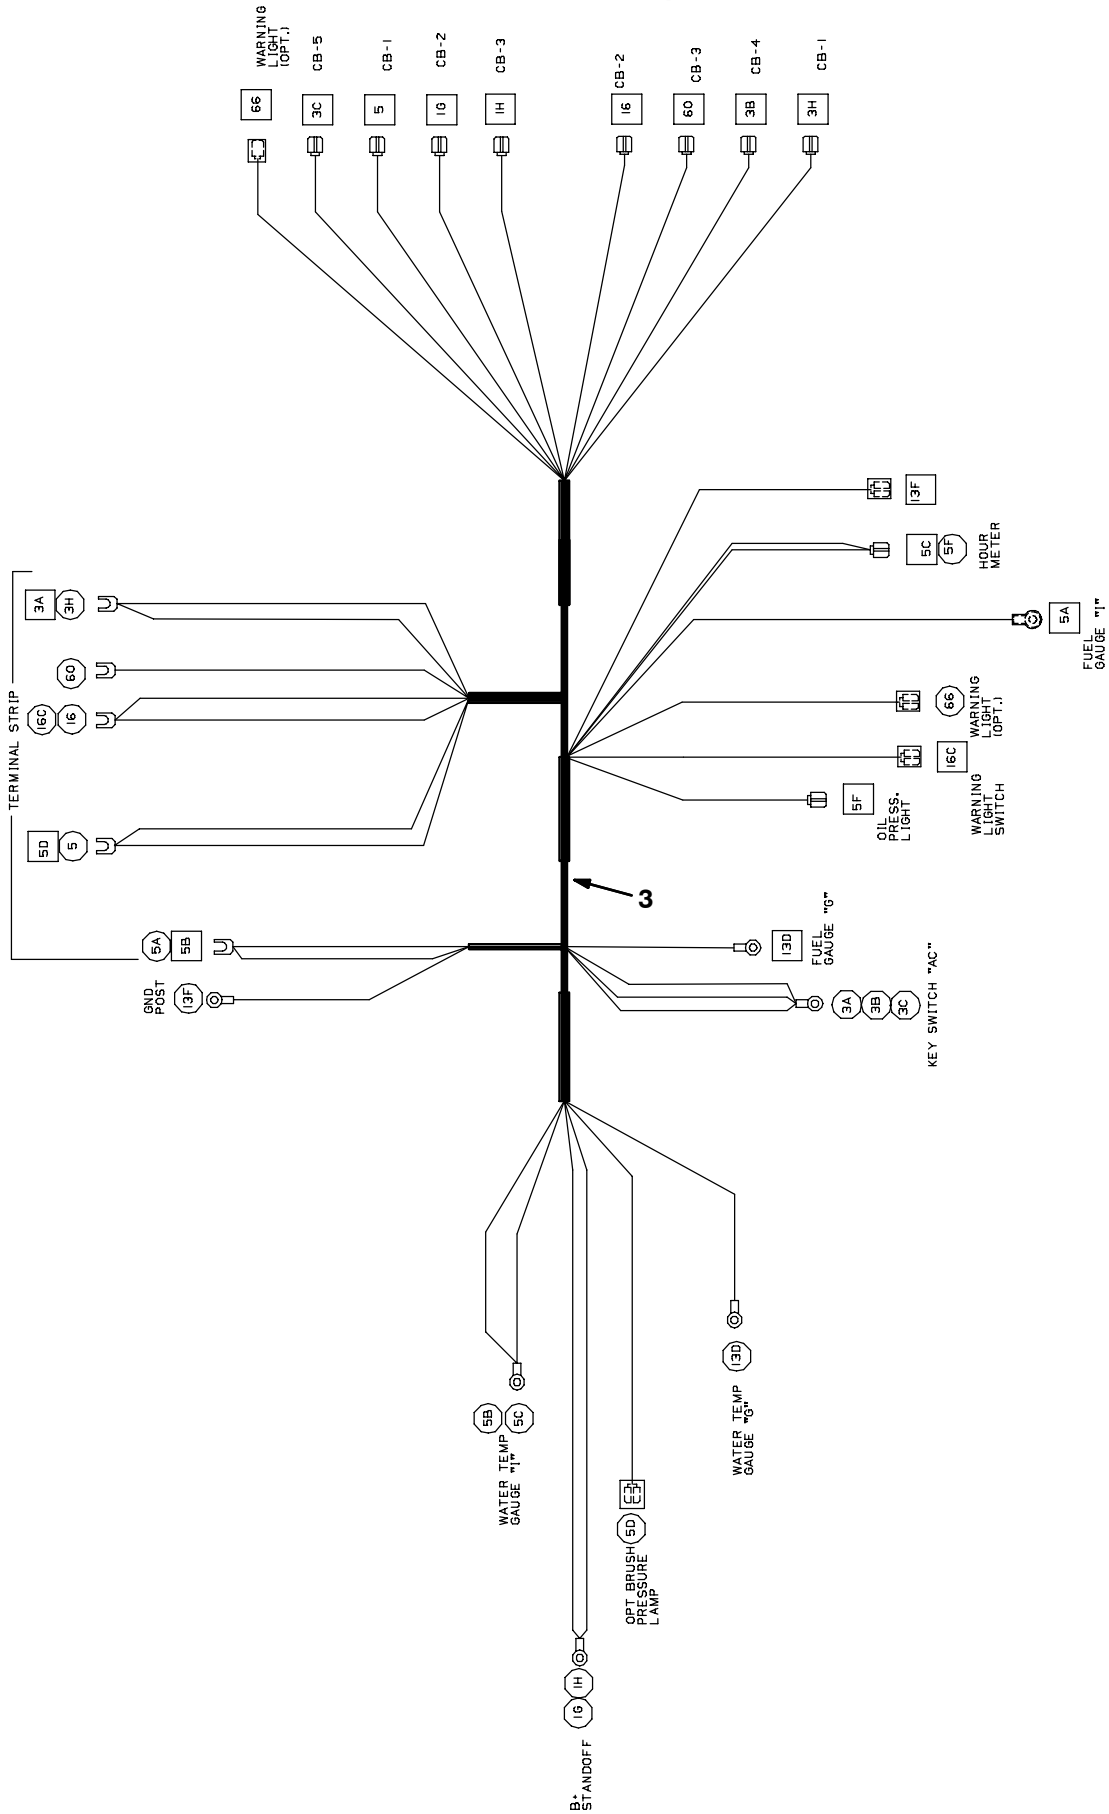 WARNING
LIGHT
(OPT.)
66
CB-5
3C
CB-1
5
CB-2
1G
CB-3
1H
CB-2
16
CB-3
60
CB-4
3B
CB-1
3H
TERMINAL STRIP
3A
3H
60
16C
16
5D
5
5A
5B
GND
POST
13F
13F
5C
5F
HOUR
METER
5A
FUEL
GAUGE "I"
66
WARNING
LIGHT
(OPT.)
16C
WARNING
LIGHT
SWITCH
5F
OIL
PRESS.
LIGHT
3
13D
FUEL
GAUGE "G"
3A
3B
3C
KEY SWITCH "AC"
5B
5C
WATER TEMP
GAUGE "I"
13D
WATER TEMP
GAUGE "G"
5D
OPT BRUSH
PRESSURE
LAMP
1G
1H
B+
STANDOFF